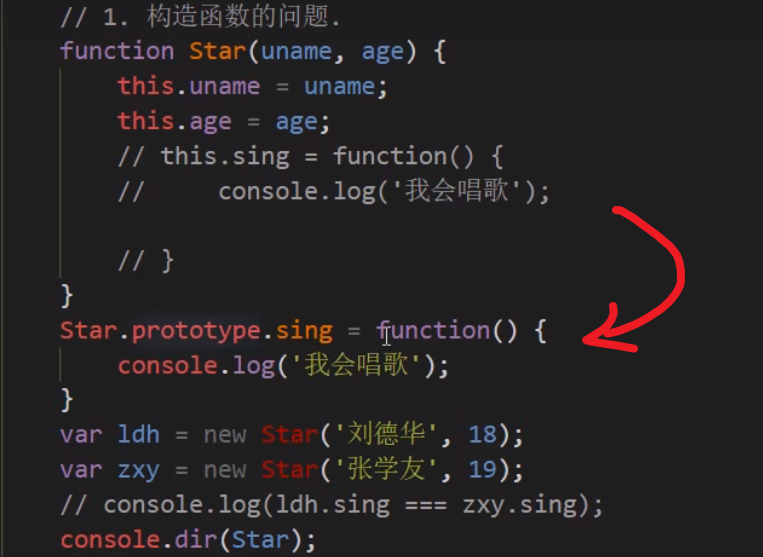 // 1. 构造函数的问题.
function Star(uname, age) {
this.uname = uname;
this.age = age;
// this.sing = function() {
//     console.log('我会唱歌');
// }
}
Star.prototype.sing = function() {
console.log('我会唱歌');
}
var ldh = new Star('刘德华', 18);
var zxy = new Star('张学友', 19);
// console.log(ldh.sing === zxy.sing);
console.dir(Star);